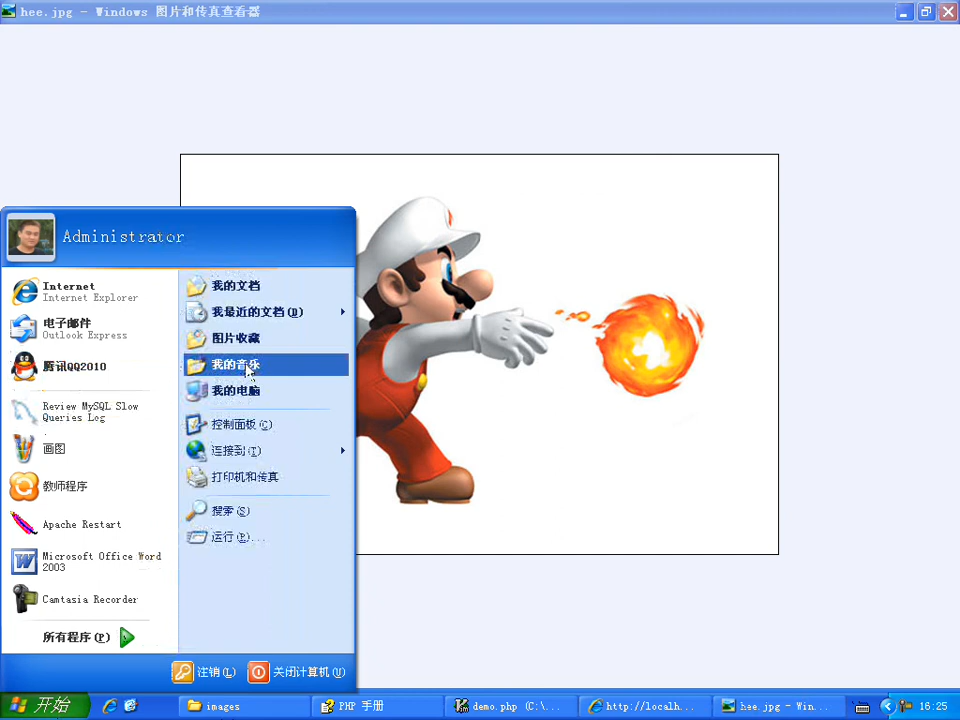 hee.jpg - Windows 图片和传真查看器
Administrator
Internet
Internet Explorer
电子邮件
Outlook Express
腾讯QQ2010
Review MySQL Slow
Queries Log
画图
教师程序
Apache Restart
Microsoft Office Word
2003
Camtasia Recorder
所有程序(P)
我的文档
我最近的文档(D)
图片收藏
我的音乐
我的电脑
控制面板(C)
连接到(T)
打印机和传真
搜索(S)
运行(R)...
注销(L)
关闭计算机(U)
开始
images
PHP 手册
demo.php (C:\...
http://localh...
hee.jpg - Win...
16:25